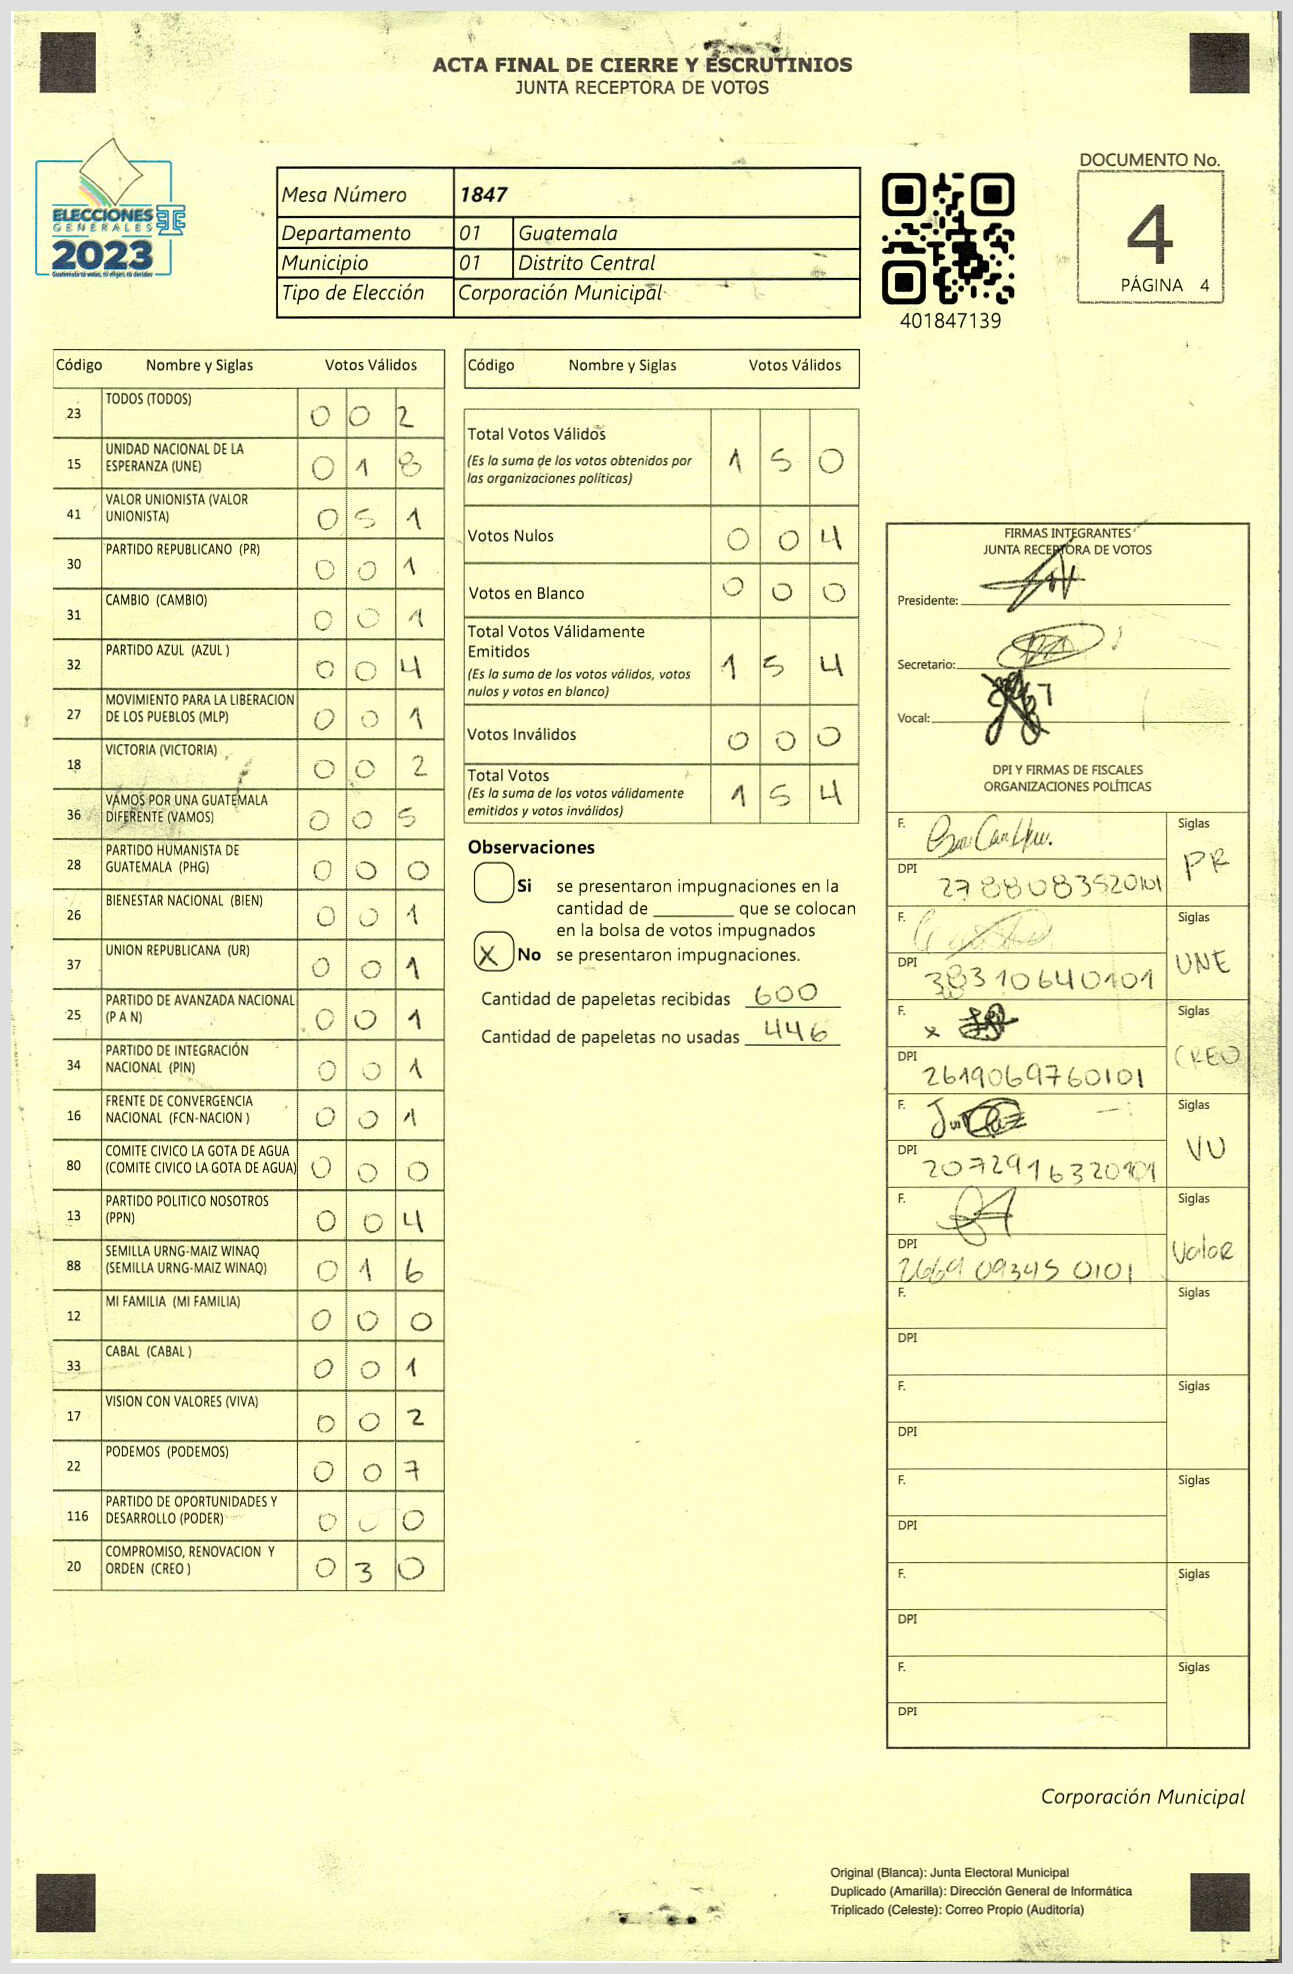 ACTA FINAL DE CIERRE Y ESCRUTINIOS
JUNTA RECEPTORA DE VOTOS
ELECCIONES
GENERALES
2023
DOCUMENTO No.
4
PÁGINA 4
Mesa Número 1847
Departamento 01 Guatemala
Municipio 01 Distrito Central
Tipo de Elección Corporación Municipal
401847139
Código Nombre y Siglas Votos Válidos
23 TODOS (TODOS) 0 0 2
15 UNIDAD NACIONAL DE LA
ESPERANZA (UNE) 0 1 8
41 VALOR UNIONISTA (VALOR
UNIONISTA) 0 5 1
30 PARTIDO REPUBLICANO (PR) 0 0 1
31 CAMBIO (CAMBIO) 0 0 1
32 PARTIDO AZUL (AZUL ) 0 0 4
27 MOVIMIENTO PARA LA LIBERACION
DE LOS PUEBLOS (MLP) 0 0 1
18 VICTORIA (VICTORIA) 0 0 2
36 VAMOS POR UNA GUATEMALA
DIFERENTE (VAMOS) 0 0 5
28 PARTIDO HUMANISTA DE
GUATEMALA (PHG) 0 0 0
26 BIENESTAR NACIONAL (BIEN) 0 0 1
37 UNION REPUBLICANA (UR) 0 0 1
25 PARTIDO DE AVANZADA NACIONAL
(P A N) 0 0 1
34 PARTIDO DE INTEGRACIÓN
NACIONAL (PIN) 0 0 1
16 FRENTE DE CONVERGENCIA
NACIONAL (FCN-NACION ) 0 0 1
80 COMITE CIVICO LA GOTA DE AGUA
(COMITE CIVICO LA GOTA DE AGUA) 0 0 0
13 PARTIDO POLITICO NOSOTROS
(PPN) 0 0 4
88 SEMILLA URNG-MAIZ WINAQ
(SEMILLA URNG-MAIZ WINAQ) 0 1 6
12 MI FAMILIA (MI FAMILIA) 0 0 0
33 CABAL (CABAL ) 0 0 1
17 VISION CON VALORES (VIVA) 0 0 2
22 PODEMOS (PODEMOS) 0 0 7
116 PARTIDO DE OPORTUNIDADES Y
DESARROLLO (PODER) 0 0 0
20 COMPROMISO, RENOVACION Y
ORDEN (CREO ) 0 3 0
Código Nombre y Siglas Votos Válidos
Total Votos Válidos
(Es la suma de los votos obtenidos por
las organizaciones políticas) 1 5 0
Votos Nulos 0 0 4
Votos en Blanco 0 0 0
Total Votos Válidamente
Emitidos
(Es la suma de los votos válidos, votos
nulos y votos en blanco) 1 5 4
Votos Inválidos 0 0 0
Total Votos
(Es la suma de los votos válidamente
emitidos y votos inválidos) 1 5 4
Observaciones
Si se presentaron impugnaciones en la
cantidad de ________ que se colocan
en la bolsa de votos impugnados
X No se presentaron impugnaciones.
Cantidad de papeletas recibidas 600
Cantidad de papeletas no usadas 446
FIRMAS INTEGRANTES
JUNTA RECEPTORA DE VOTOS
Presidente:
Secretario:
Vocal:
DPI Y FIRMAS DE FISCALES
ORGANIZACIONES POLÍTICAS
F. Siglas
DPI 2788083520101 PR
F. Siglas
DPI UNE
F. x Siglas
DPI 2619069760101 CREO
F. Siglas
DPI 2072916320101 VU
F. Siglas
DPI 2669093450101 Valor
F. Siglas
DPI
F. Siglas
DPI
F. Siglas
DPI
F. Siglas
DPI
F. Siglas
DPI
Corporación Municipal
Original (Blanca): Junta Electoral Municipal
Duplicado (Amarilla): Dirección General de Informática
Triplicado (Celeste): Correo Propio (Auditoría)